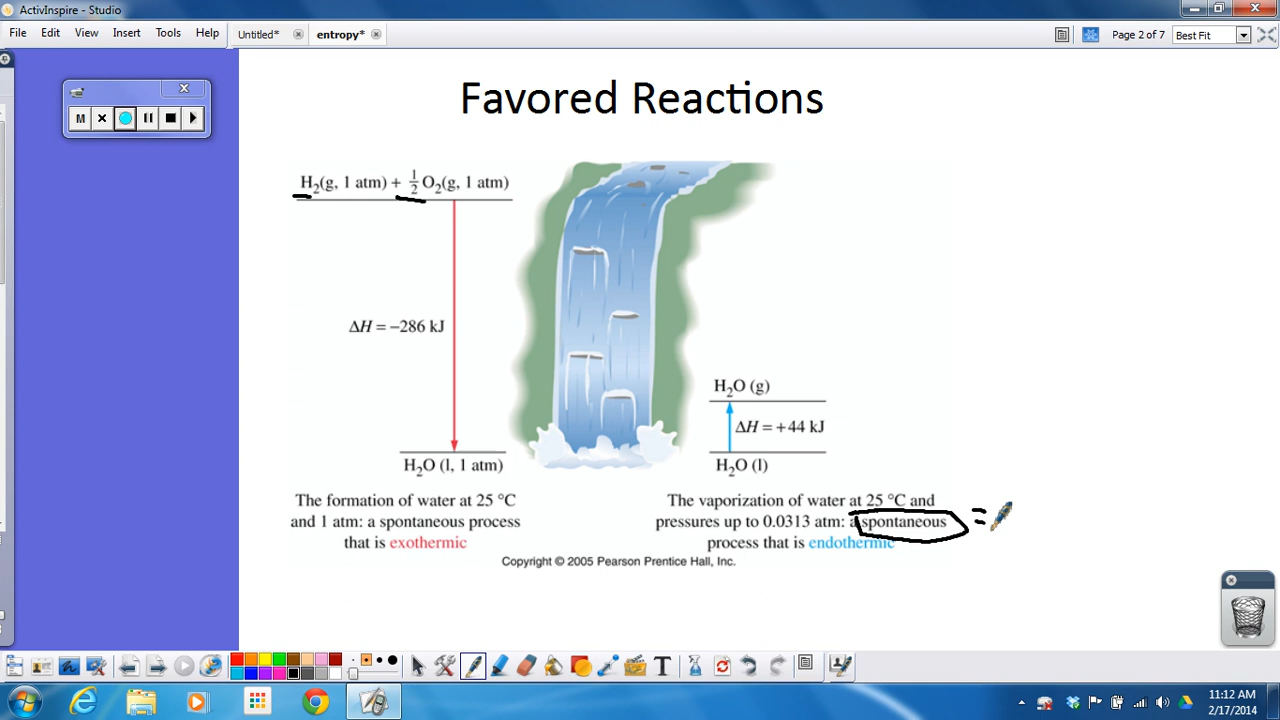 ActivInspire - Studio
File Edit View Insert Tools Help
Untitled* entropy*
Page 2 of 7 Best Fit
M
Favored Reactions
H₂(g, 1 atm) + ½ O₂(g, 1 atm)
ΔH = −286 kJ
H₂O (l, 1 atm)
The formation of water at 25 °C
and 1 atm: a spontaneous process
that is exothermic
H₂O (g)
ΔH = +44 kJ
H₂O (l)
The vaporization of water at 25 °C and
pressures up to 0.0313 atm: a spontaneous
process that is endothermic
=
Copyright © 2005 Pearson Prentice Hall, Inc.
T
11:12 AM
2/17/2014